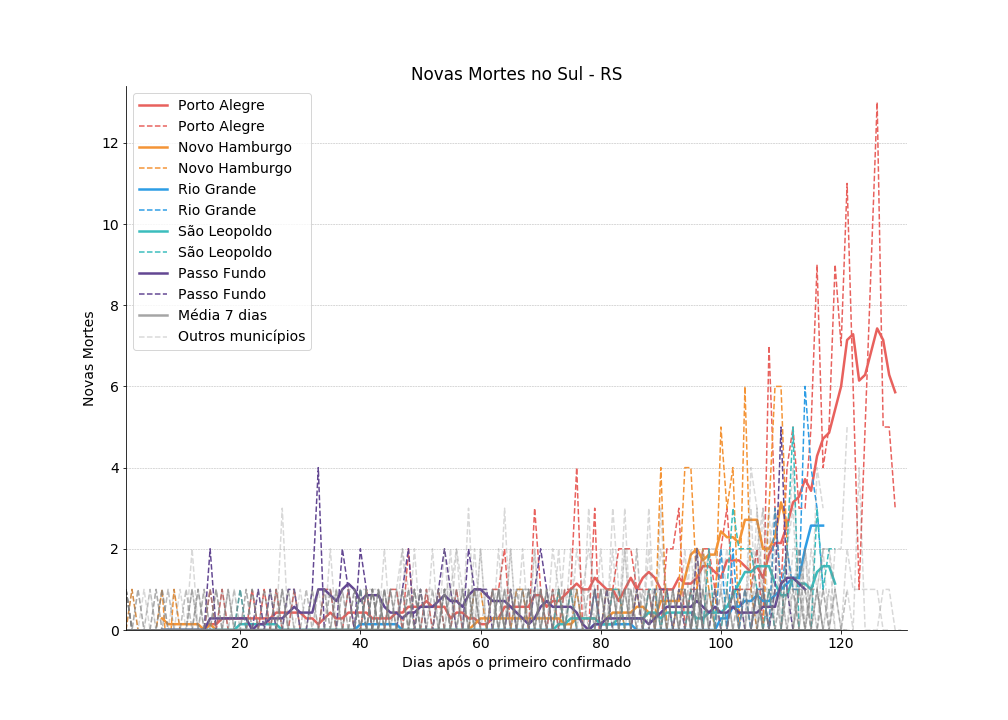 Novas Mortes no Sul - RS
Porto Alegre
Porto Alegre
Novo Hamburgo
Novo Hamburgo
Rio Grande
Rio Grande
São Leopoldo
São Leopoldo
Passo Fundo
Passo Fundo
Média 7 dias
Outros municípios
Novas Mortes
12
10
8
6
4
2
0
20
40
60
80
100
120
Dias após o primeiro confirmado